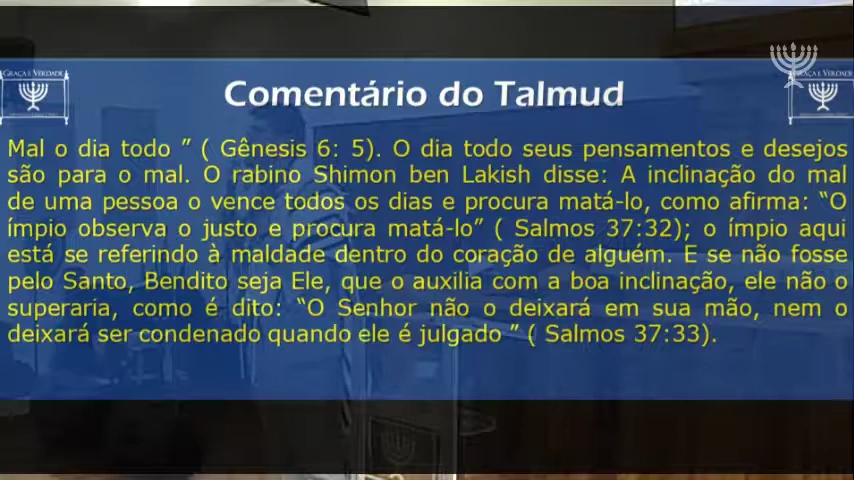 GRAÇA E VERDADE
GRAÇA E VERDADE
Comentário do Talmud
Mal o dia todo ” ( Gênesis 6: 5). O dia todo seus pensamentos e desejos
são para o mal. O rabino Shimon ben Lakish disse: A inclinação do mal
de uma pessoa o vence todos os dias e procura matá-lo, como afirma: “O
ímpio observa o justo e procura matá-lo” ( Salmos 37:32); o ímpio aqui
está se referindo à maldade dentro do coração de alguém. E se não fosse
pelo Santo, Bendito seja Ele, que o auxilia com a boa inclinação, ele não o
superaria, como é dito: “O Senhor não o deixará em sua mão, nem o
deixará ser condenado quando ele é julgado ” ( Salmos 37:33).